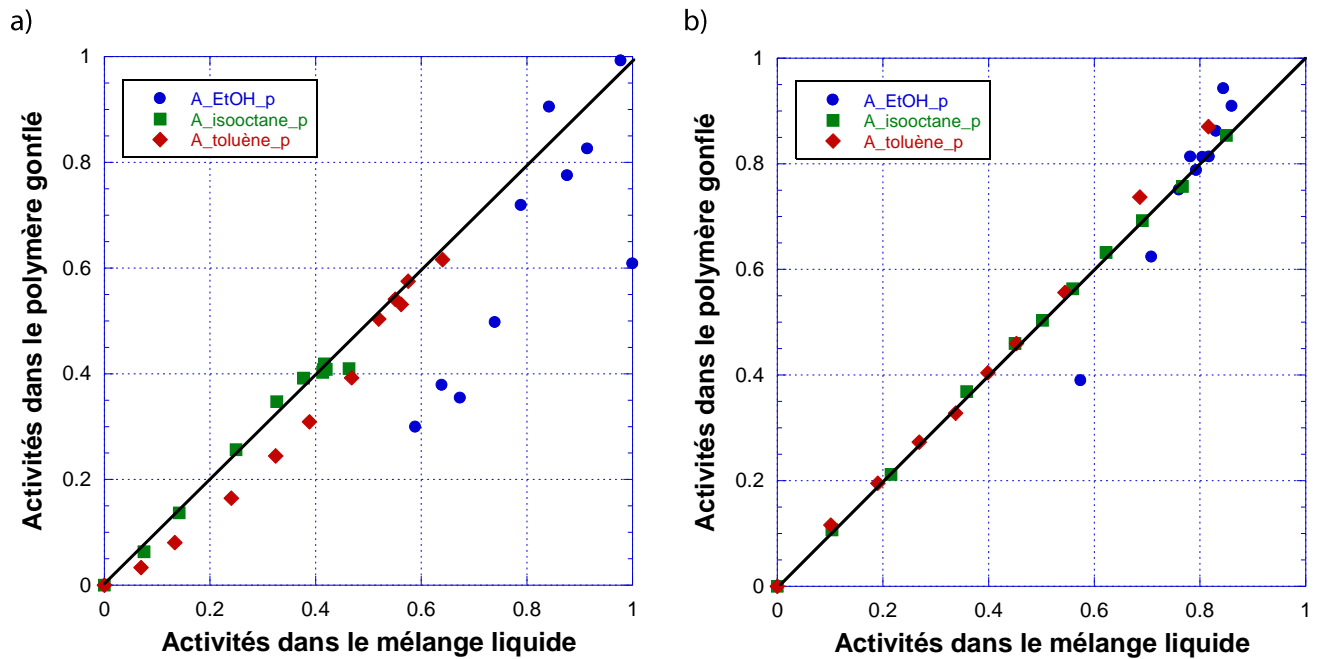 a)
Activités dans le polymère gonflé
1
0.8
0.6
0.4
0.2
0
A_EtOH_p
A_isooctane_p
A_toluène_p
0 0.2 0.4 0.6 0.8 1
Activités dans le mélange liquide
b)
Activités dans le polymère gonflé
1
0.8
0.6
0.4
0.2
0
A_EtOH_p
A_isooctane_p
A_toluène_p
0 0.2 0.4 0.6 0.8 1
Activités dans le mélange liquide